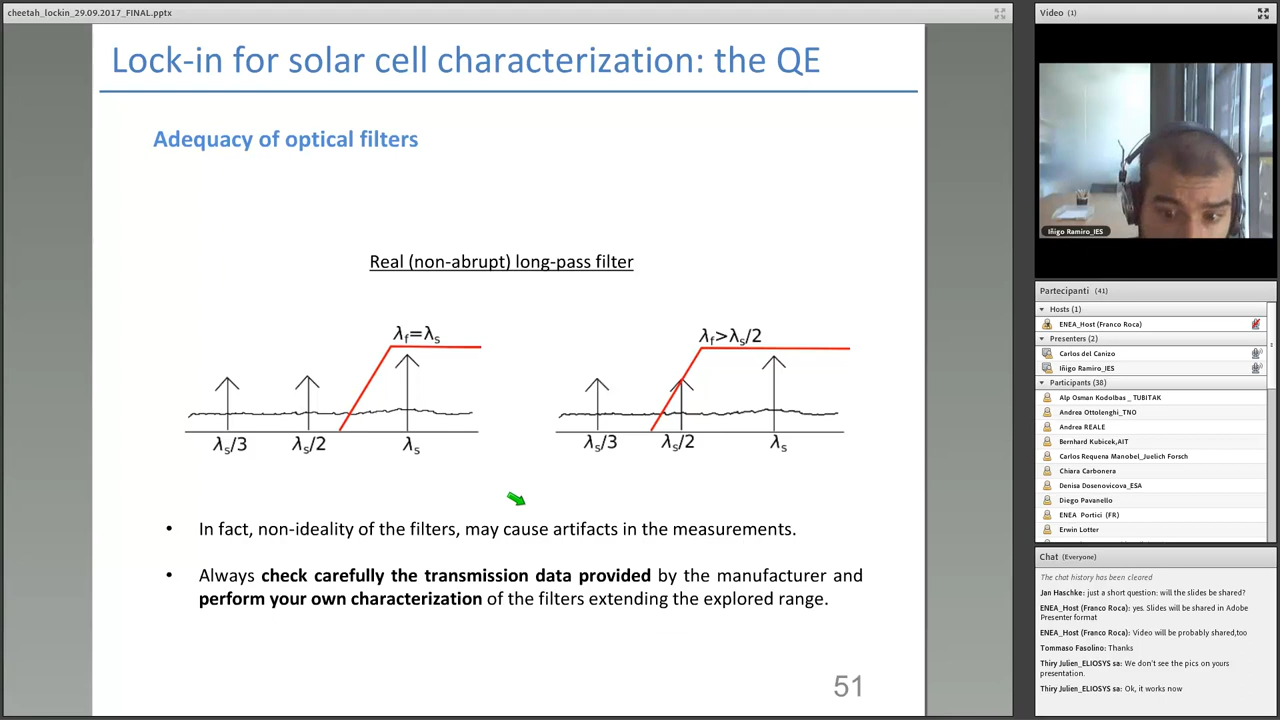 cheetah_lockin_29.09.2017_FINAL.pptx
Lock-in for solar cell characterization: the QE
Adequacy of optical filters
Real (non-abrupt) long-pass filter
λf=λs
λs/3
λs/2
λs
λf>λs/2
λs/3
λs/2
λs
• In fact, non-ideality of the filters, may cause artifacts in the measurements.
• Always check carefully the transmission data provided by the manufacturer and
perform your own characterization of the filters extending the explored range.
51
Video (1)
Iñigo Ramiro_IES
Partecipanti (41)
Hosts (1)
ENEA_Host (Franco Roca)
Presenters (2)
Carlos del Canizo
Iñigo Ramiro_IES
Participants (38)
Alp Osman Kodolbas _ TUBITAK
Andrea Ottolenghi_TNO
Andrea REALE
Bernhard Kubicek,AIT
Carlos Requena Manobel_Juelich Forsch
Chiara Carbonera
Denisa Dosenovicova_ESA
Diego Pavanello
ENEA Portici (FR)
Erwin Lotter
Chat (Everyone)
The chat history has been cleared
Jan Haschke: just a short question: will the slides be shared?
ENEA_Host (Franco Roca): yes. Slides will be shared in Adobe
Presenter format
ENEA_Host (Franco Roca): Video will be probably shared,too
Tommaso Fasolino: Thanks
Thiry Julien_ELIOSYS sa: We don't see the pics on yours
presentation.
Thiry Julien_ELIOSYS sa: Ok, it works now